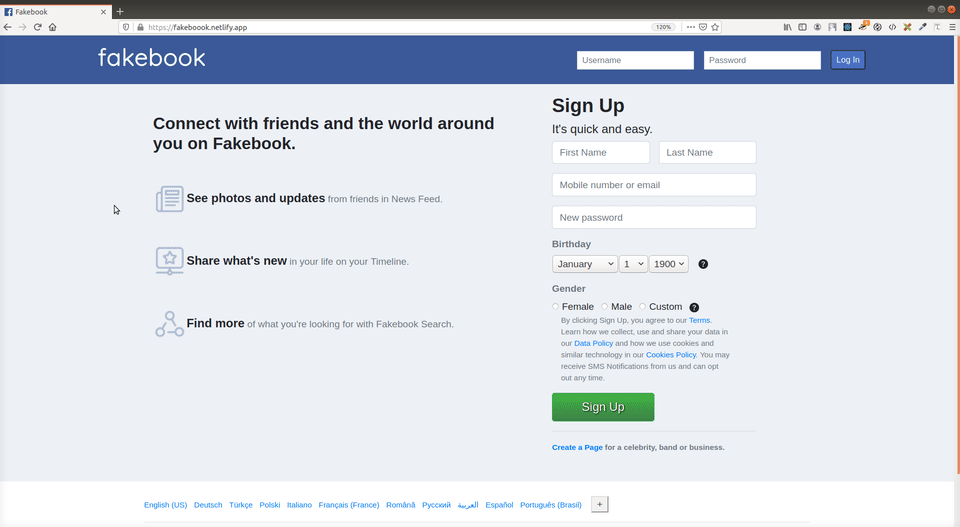 Fakebook
https://fakeboook.netlify.app
120%
fakebook
Username
Password
Log In
Connect with friends and the world around
you on Fakebook.
See photos and updates from friends in News Feed.
Share what's new in your life on your Timeline.
Find more of what you're looking for with Fakebook Search.
Sign Up
It's quick and easy.
First Name
Last Name
Mobile number or email
New password
Birthday
January
1
1900
?
Gender
Female
Male
Custom
?
By clicking Sign Up, you agree to our Terms.
Learn how we collect, use and share your data in
our Data Policy and how we use cookies and
similar technology in our Cookies Policy. You may
receive SMS Notifications from us and can opt
out any time.
Sign Up
Create a Page for a celebrity, band or business.
English (US) Deutsch Türkçe Polski Italiano Français (France) Română Русский العربية Español Português (Brasil) +